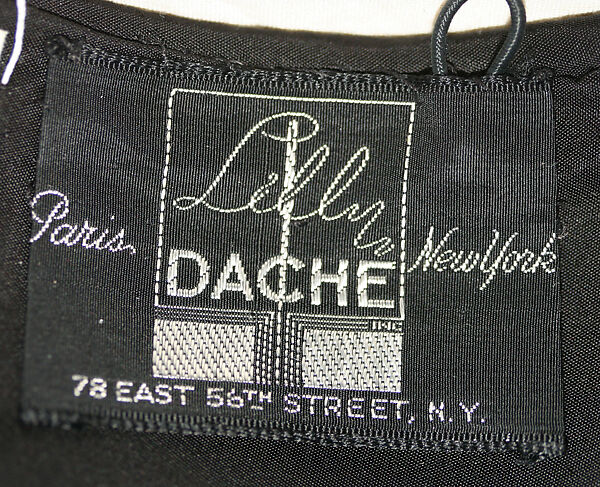 Lilly
Paris, New York
DACHE
INC
78 EAST 56TH STREET, N.Y.